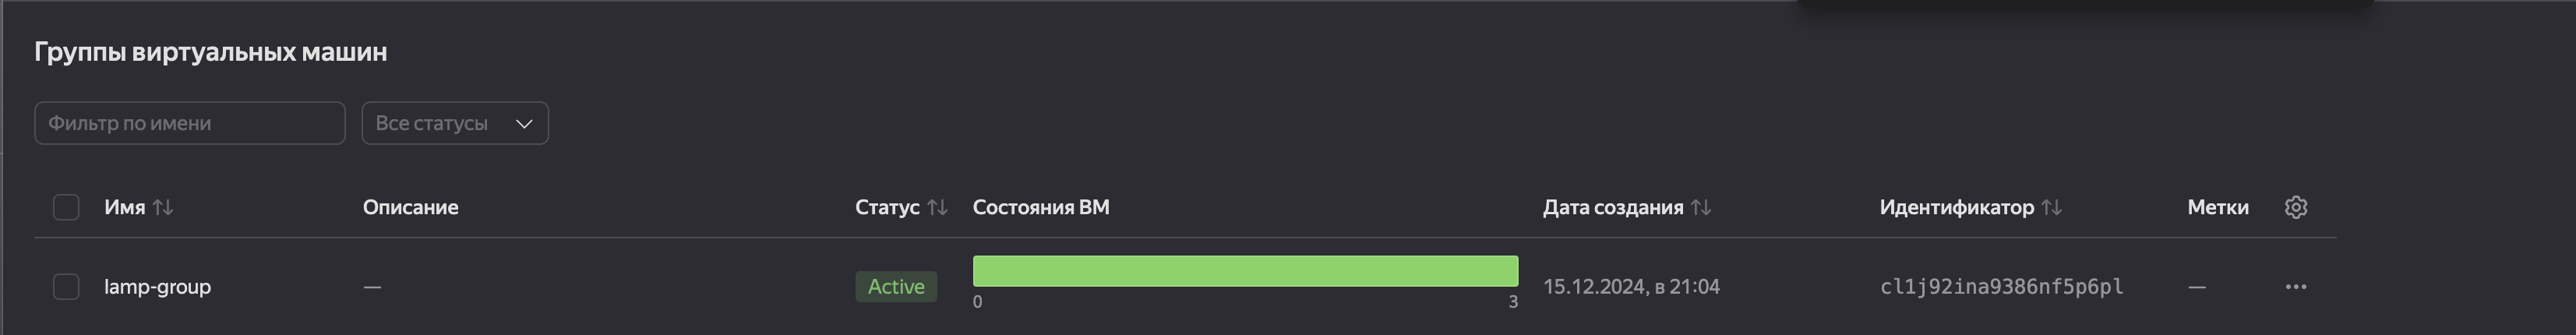 Группы виртуальных машин
Фильтр по имени Все статусы
Имя Описание Статус Состояния ВМ Дата создания Идентификатор Метки
lamp-group — Active 15.12.2024, в 21:04 cl1j92ina9386nf5p6pl —
0 3